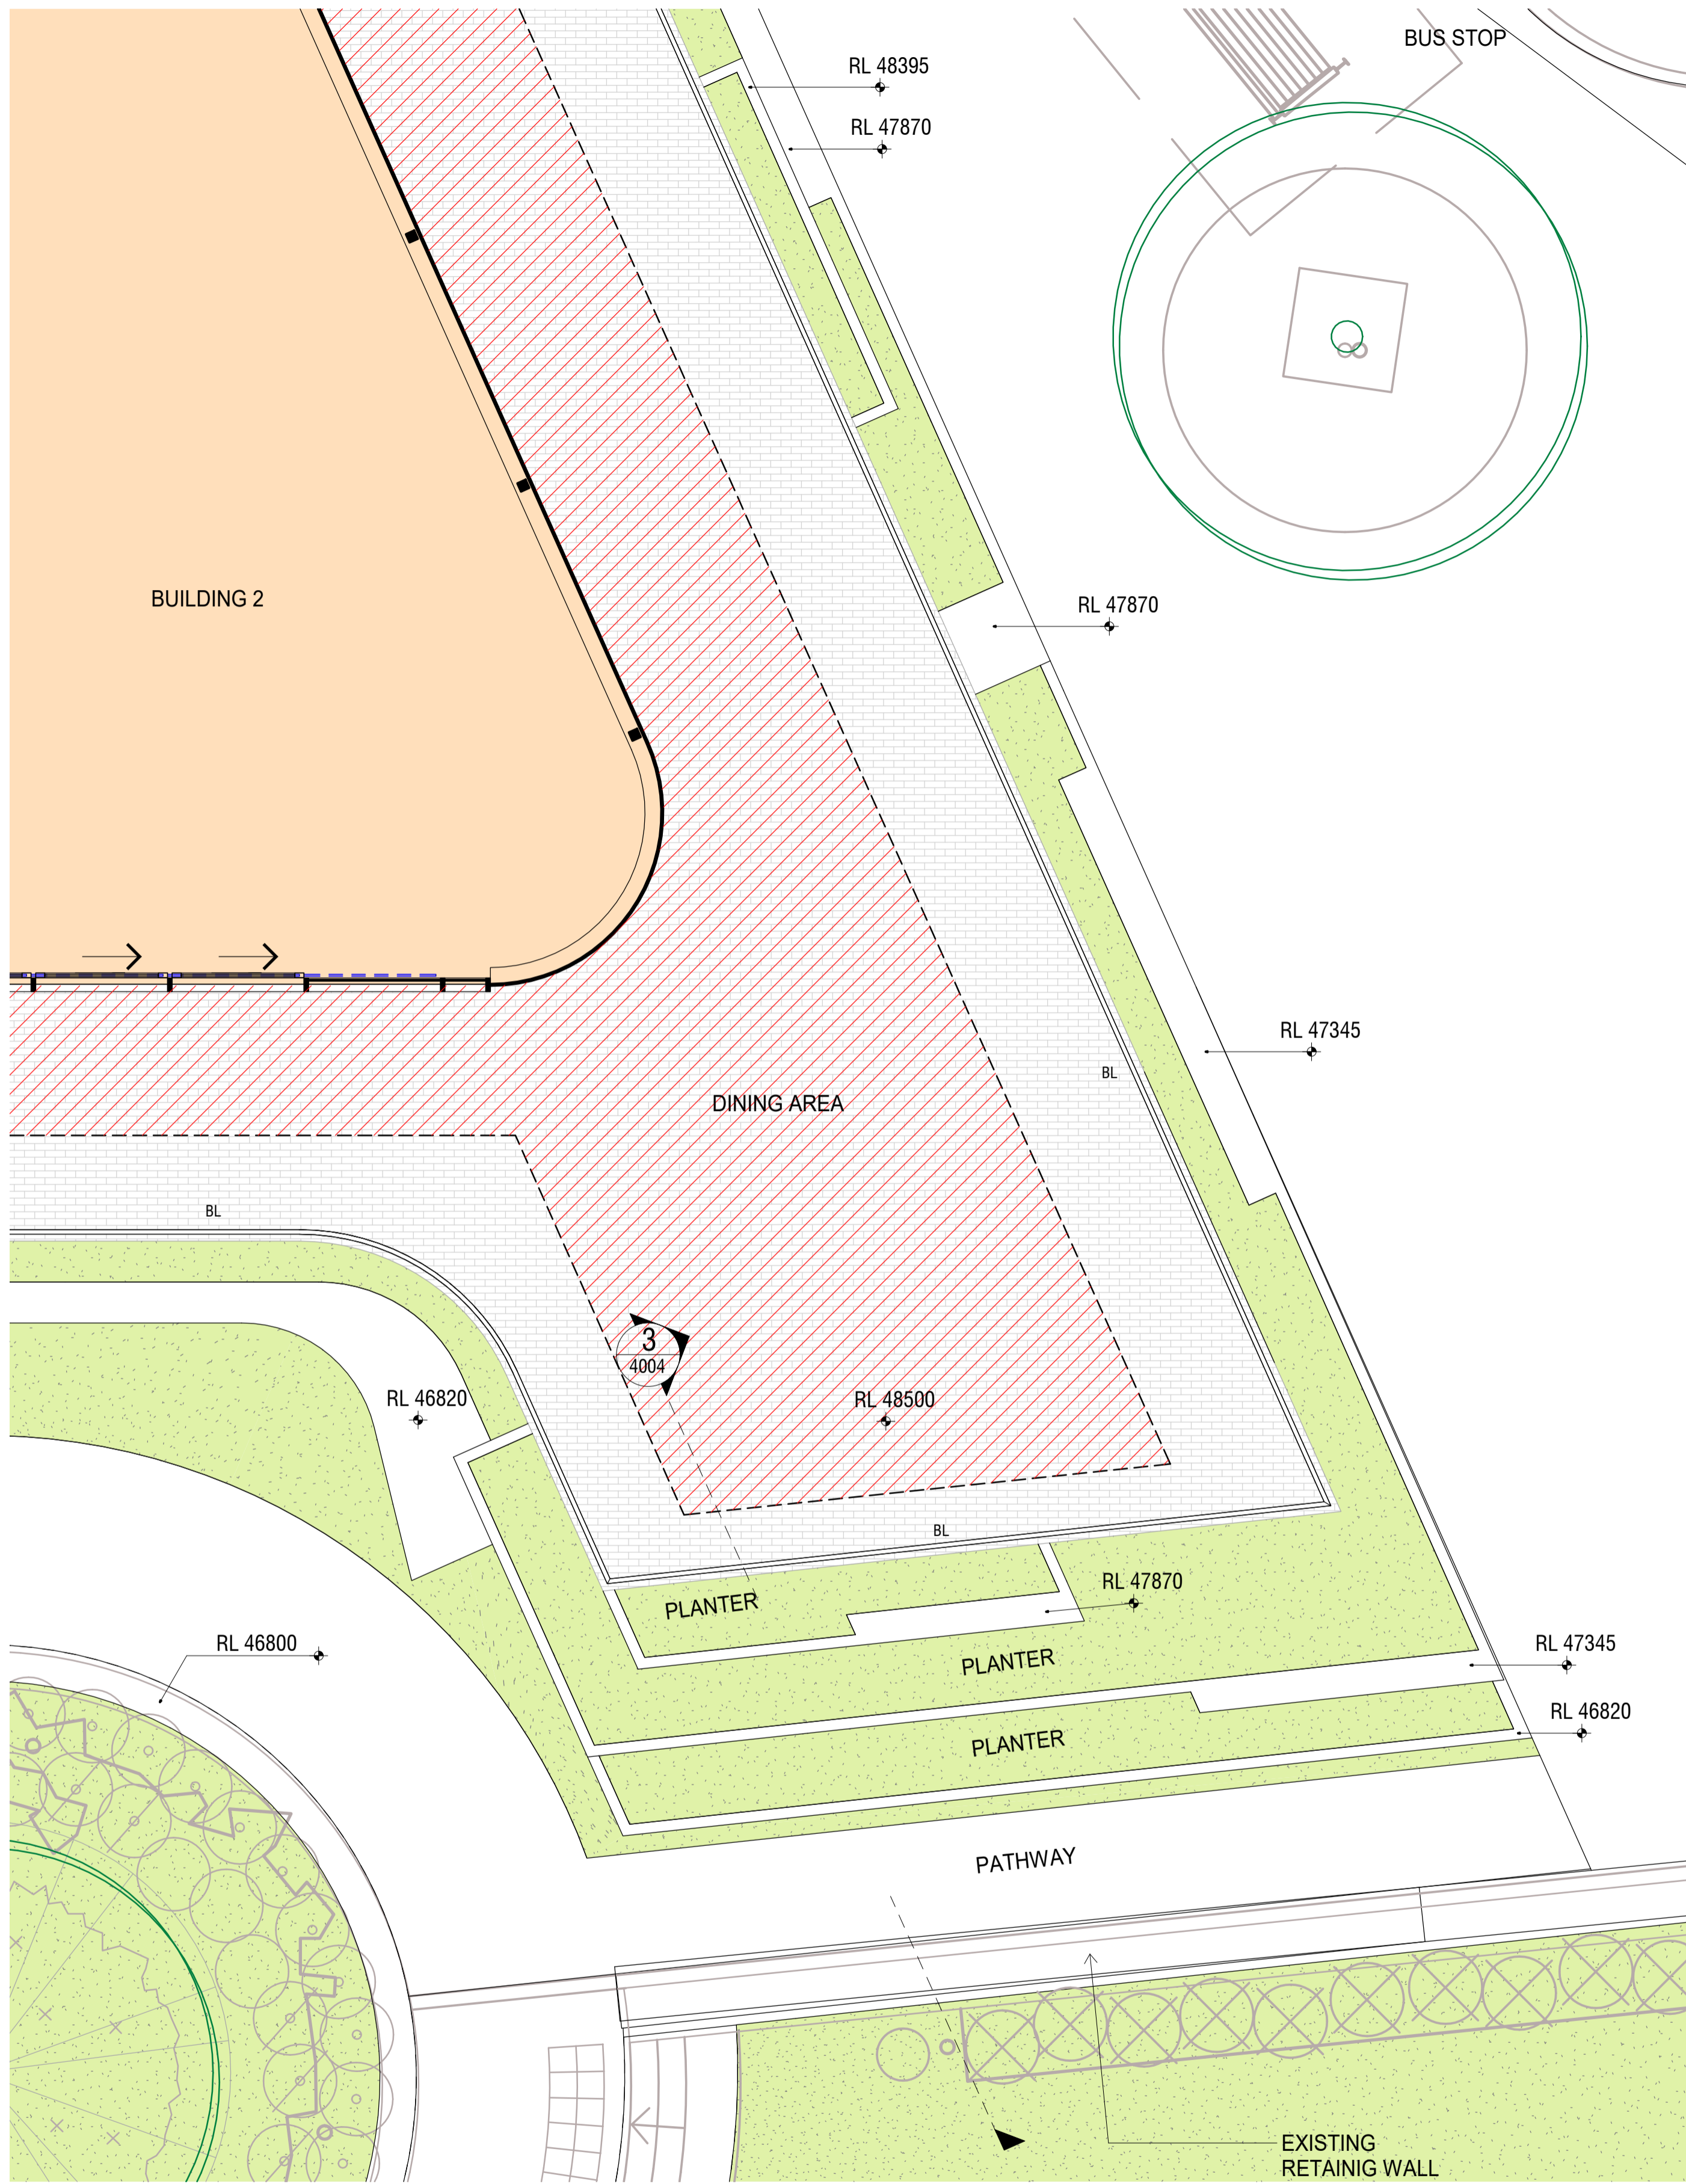 BUS STOP
RL 48395
RL 47870
BUILDING 2
RL 47870
RL 47345
BL
DINING AREA
BL
3
4004
RL 46820
RL 48500
BL
RL 47870
PLANTER
RL 46800
PLANTER
RL 47345
RL 46820
PLANTER
PATHWAY
EXISTING
RETAINIG WALL